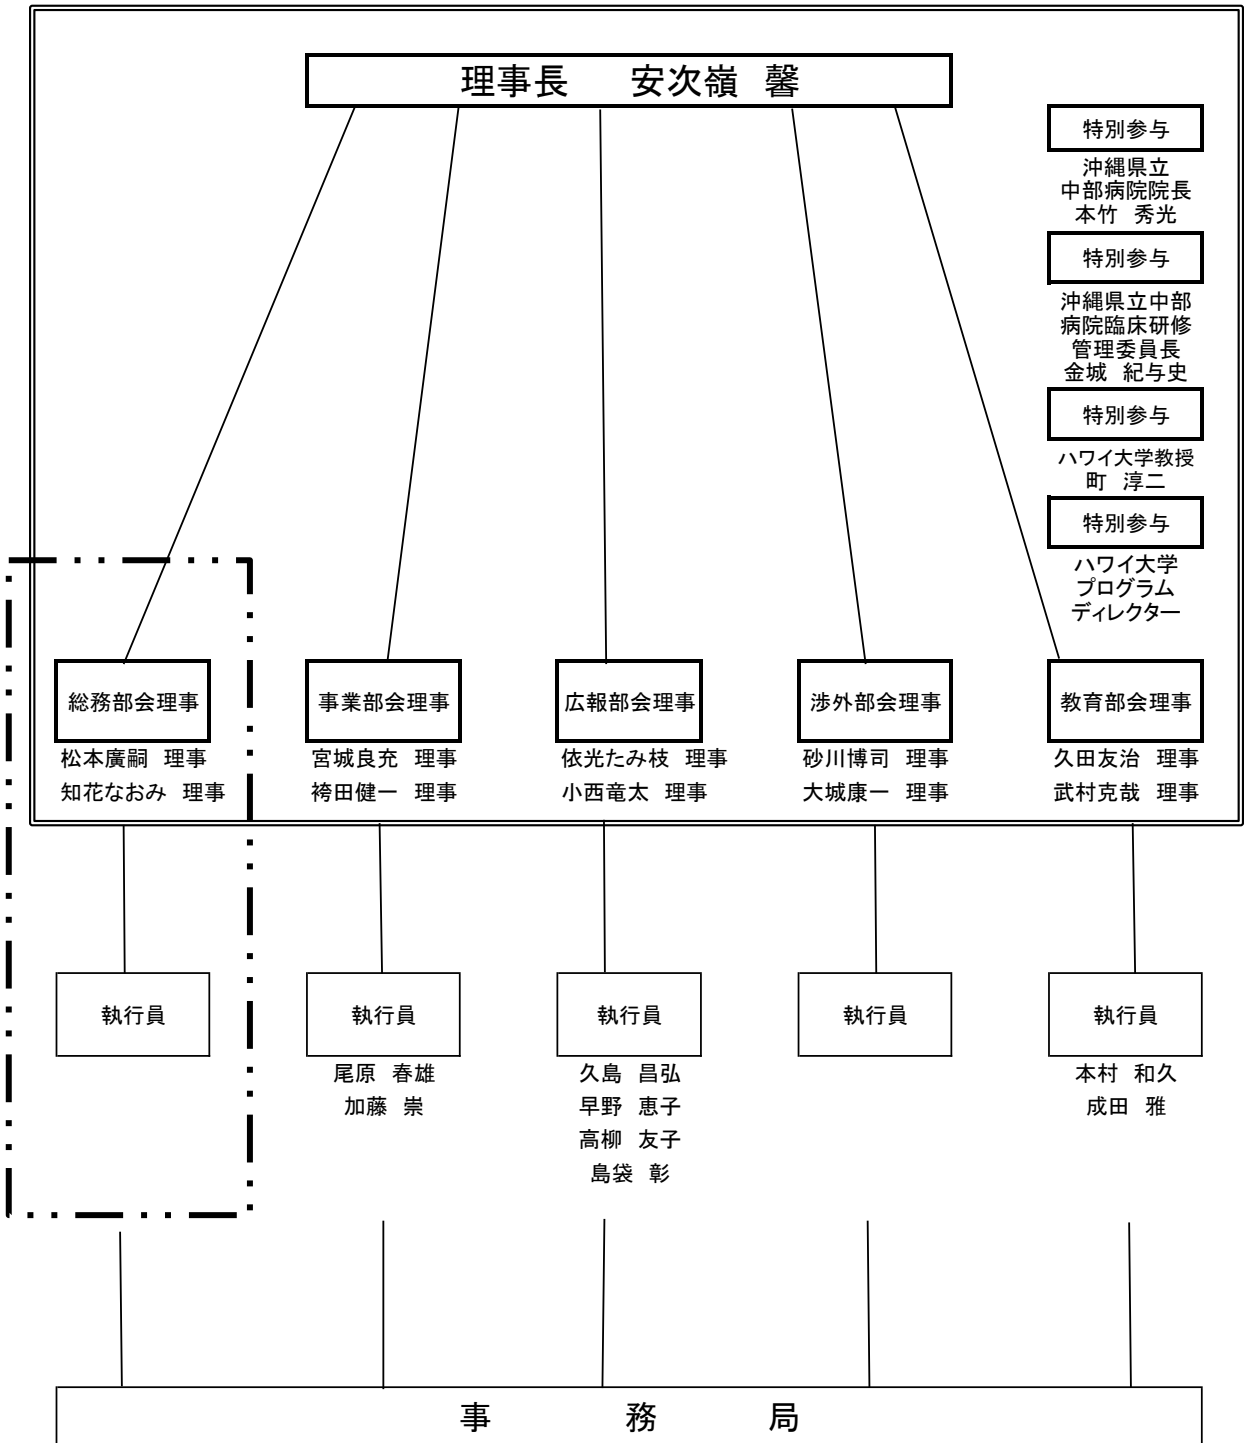 理事長　安次嶺　馨
特別参与
沖縄県立
中部病院院長
本竹　秀光
特別参与
沖縄県立中部
病院臨床研修
管理委員長
金城　紀与史
特別参与
ハワイ大学教授
町　淳二
特別参与
ハワイ大学
プログラム
ディレクター
総務部会理事
松本廣嗣　理事
知花なおみ　理事
事業部会理事
宮城良充　理事
袴田健一　理事
広報部会理事
依光たみ枝　理事
小西竜太　理事
渉外部会理事
砂川博司　理事
大城康一　理事
教育部会理事
久田友治　理事
武村克哉　理事
執行員
執行員
尾原　春雄
加藤　崇
執行員
久島　昌弘
早野　恵子
高柳　友子
島袋　彰
執行員
執行員
本村　和久
成田　雅
事　務　局